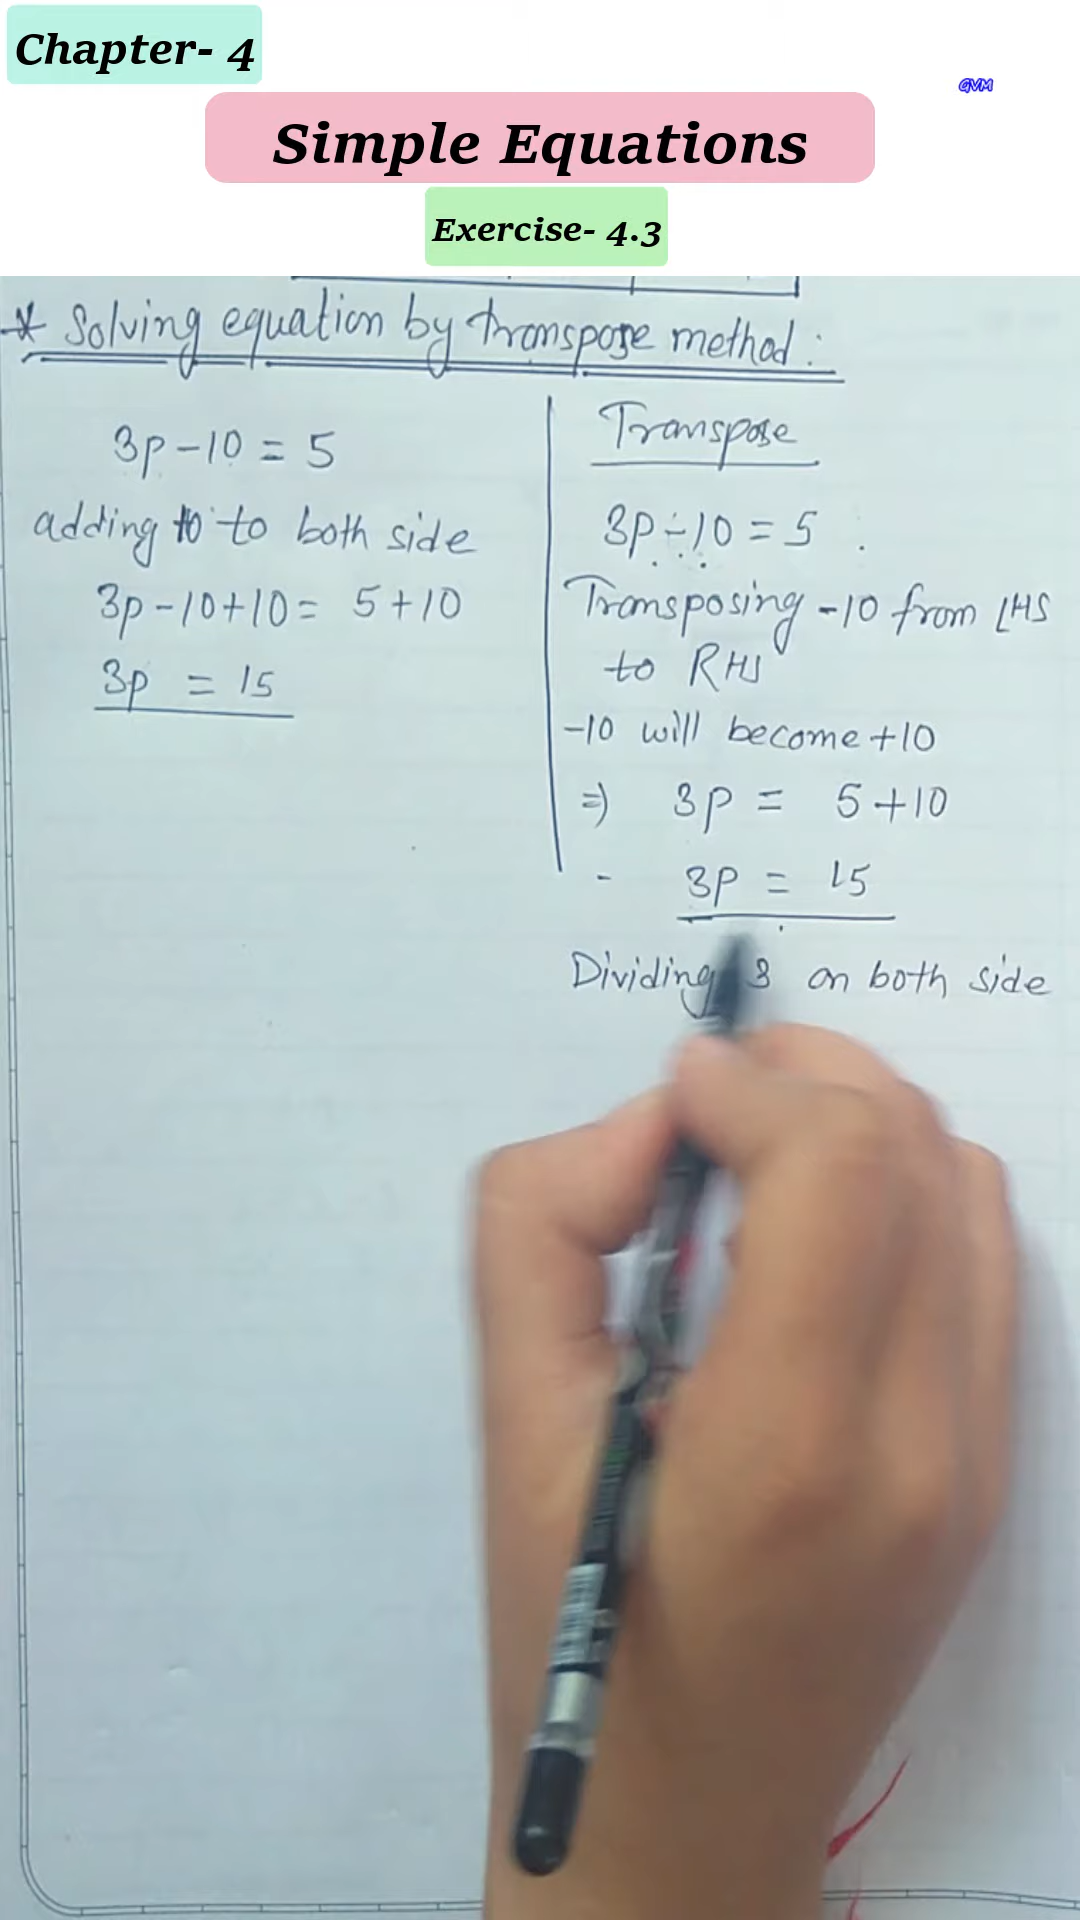 Chapter- 4
GVM
Simple Equations
Exercise- 4.3
* Solving equation by transpose method :
3p - 10 = 5
adding 10 to both side
3p - 10 + 10 = 5 + 10
3p = 15
Transpose
3p - 10 = 5
Transposing -10 from LHS
to RHS
-10 will become +10
=) 3p = 5 + 10
- 3p = 15
Dividing 3 on both side